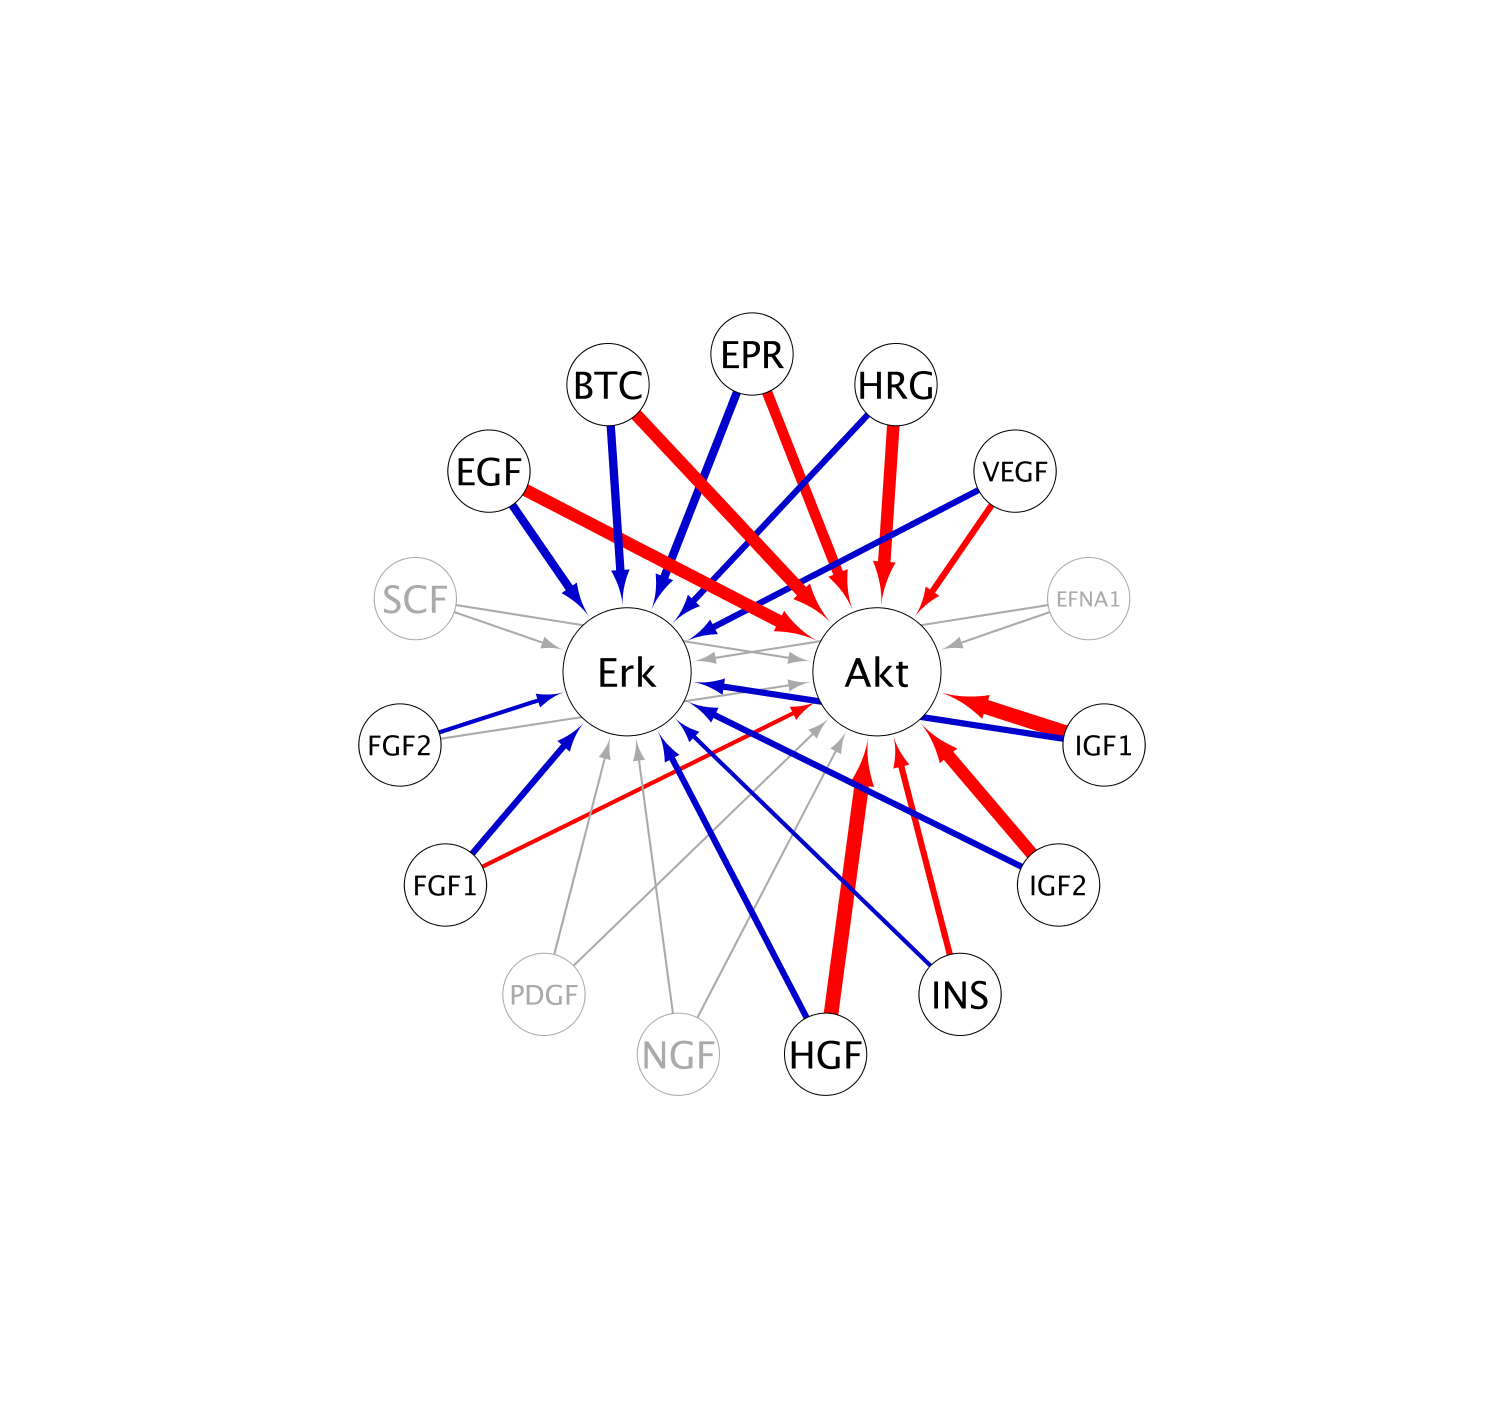 EPR
BTC
HRG
EGF
VEGF
SCF
EFNA1
Erk
Akt
FGF2
IGF1
FGF1
IGF2
PDGF
INS
NGF
HGF